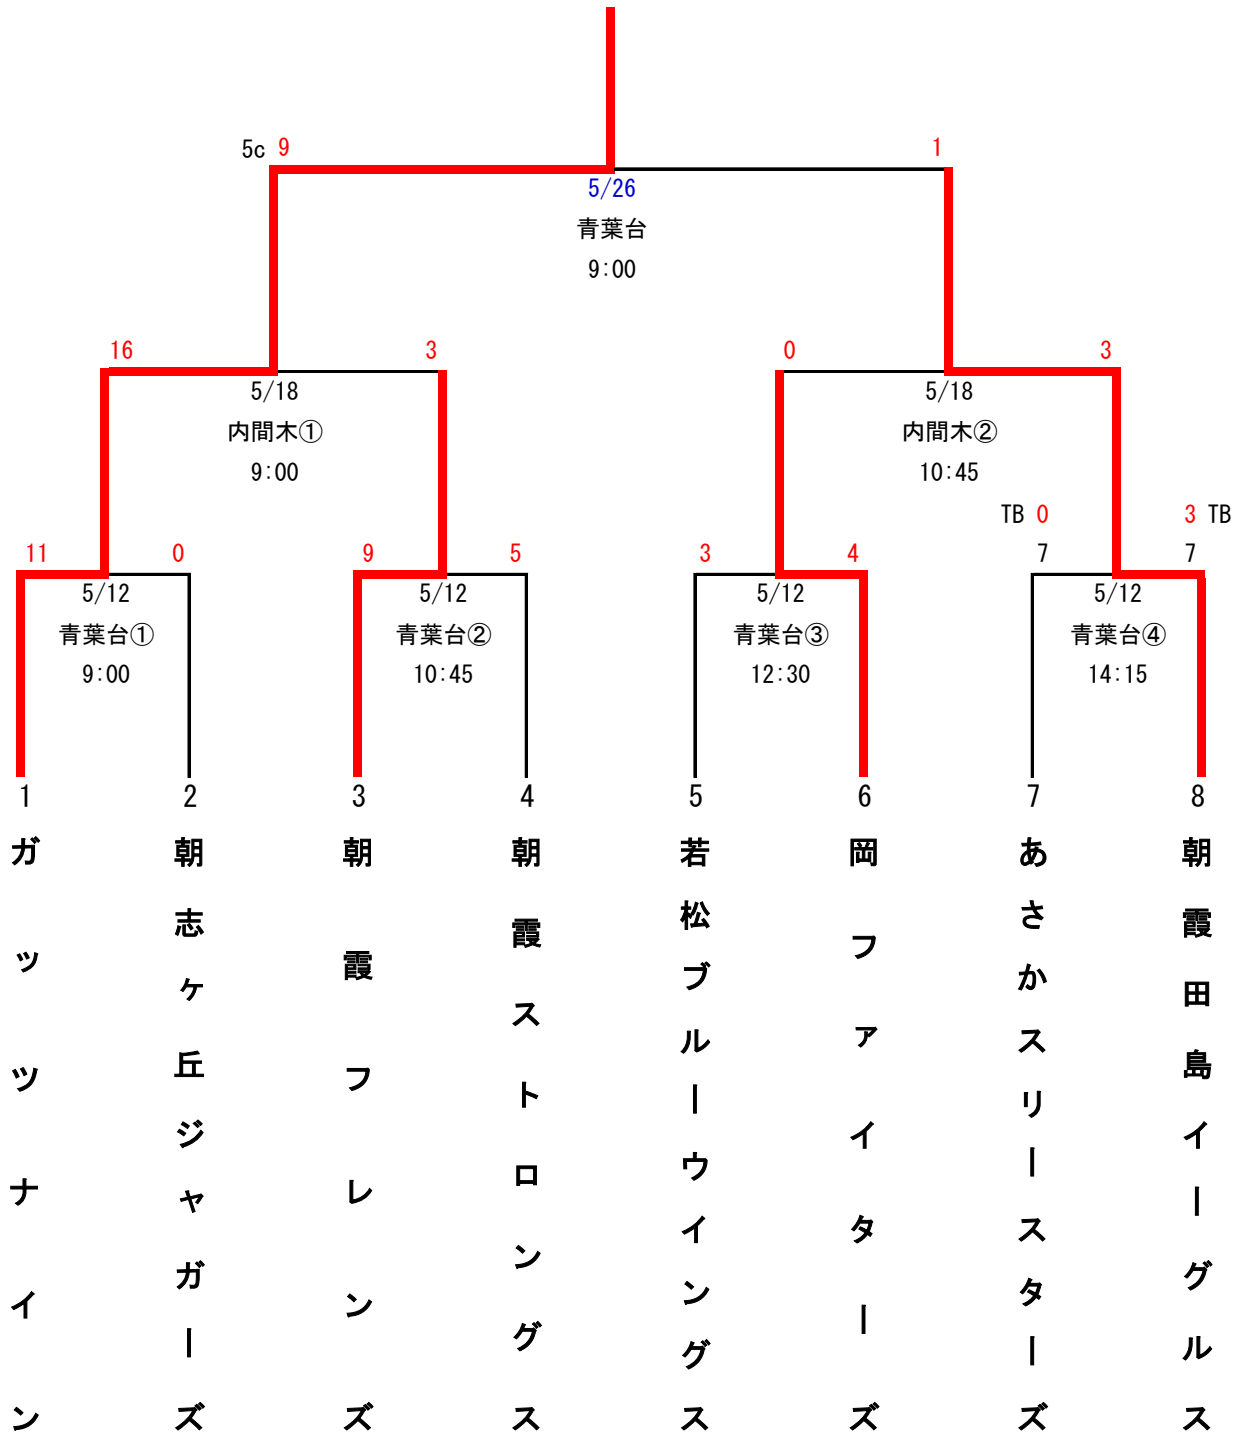 5c 9 1
5/26
青葉台
9:00
16 3 0 3
5/18 5/18
内間木① 内間木②
9:00 10:45
TB 0 3 TB
11 0 9 5 3 4 7 7
5/12 5/12 5/12 5/12
青葉台① 青葉台② 青葉台③ 青葉台④
9:00 10:45 12:30 14:15
1 2 3 4 5 6 7 8
ガッツナイン
朝志ヶ丘ジャガーズ
朝霞フレンズ
朝霞ストロングス
若松ブルーウイングス
岡ファイターズ
あさかスリースターズ
朝霞田島イーグルス